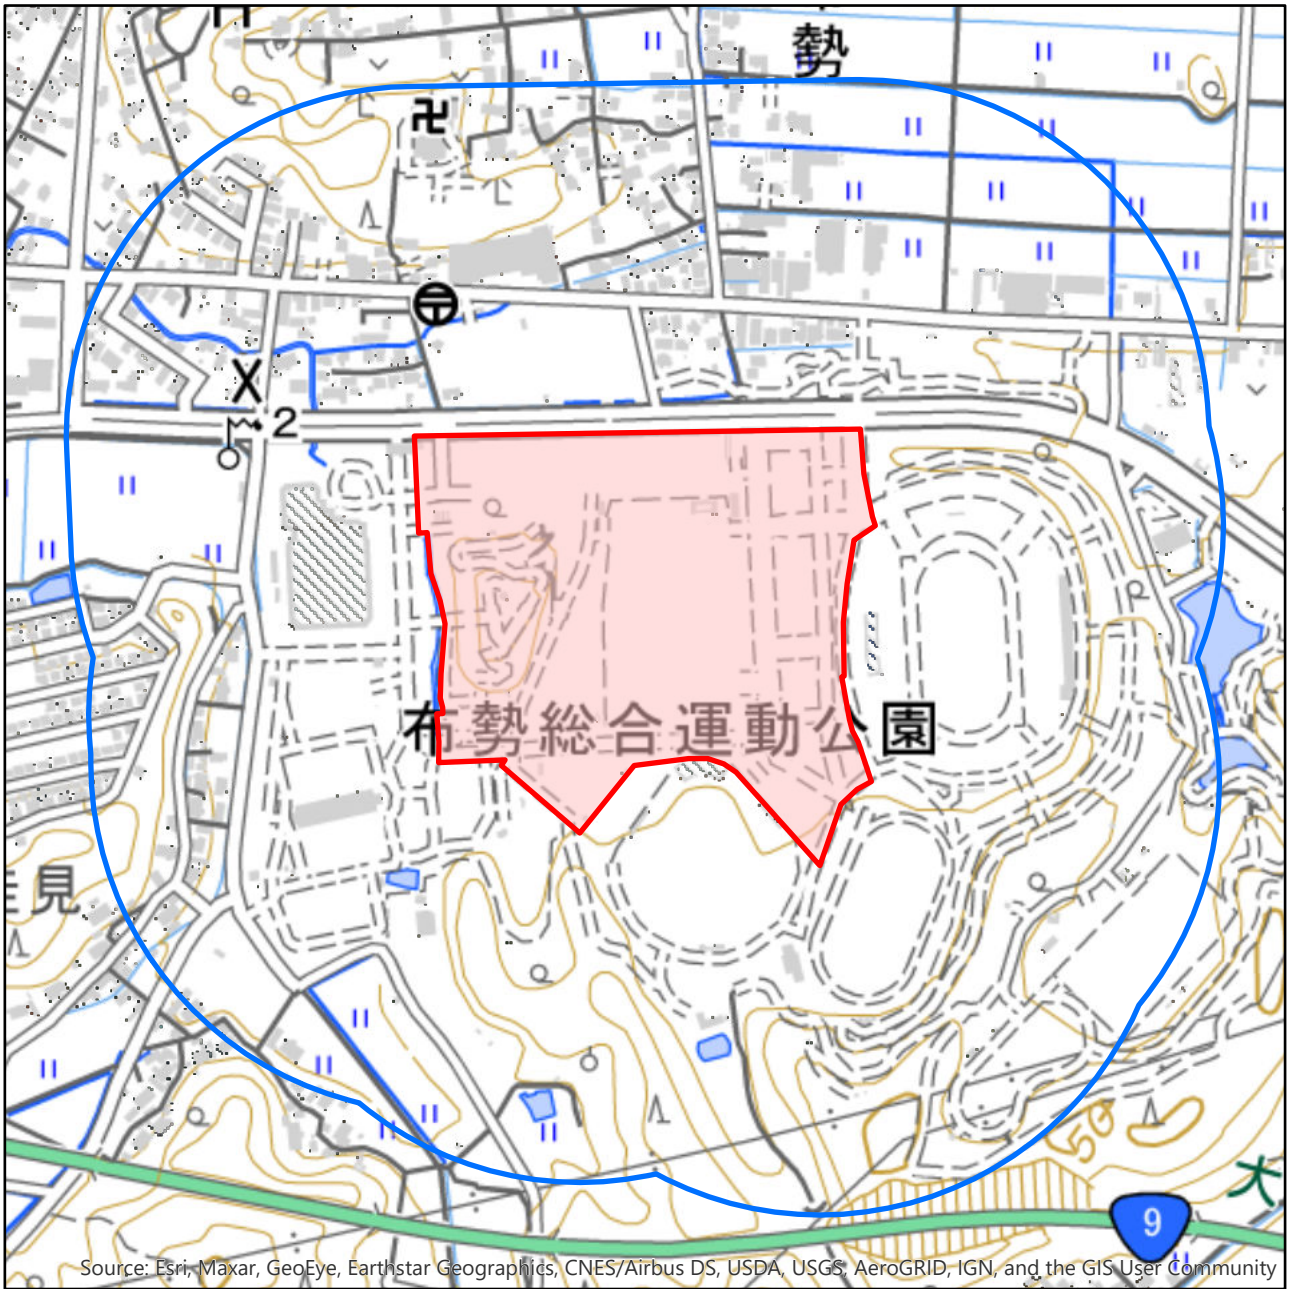 勢
2
布勢総合運動公園
見
50
大
9
Source: Esri, Maxar, GeoEye, Earthstar Geographics, CNES/Airbus DS, USDA, USGS, AeroGRID, IGN, and the GIS User Community